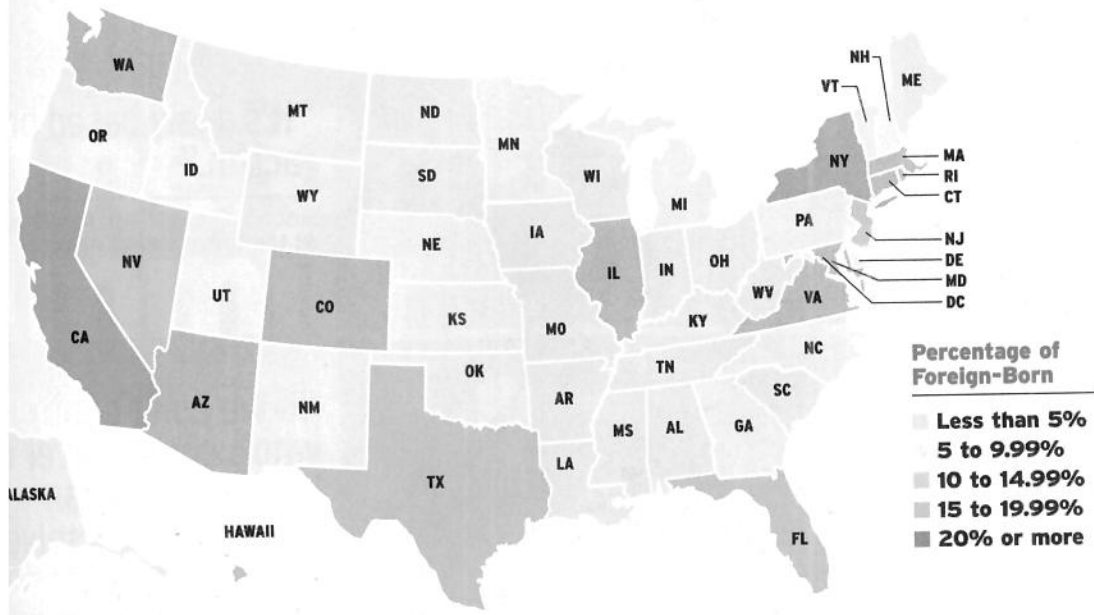 WA
NH
ME
VT
MT
ND
MN
OR
ID
SD
WI
NY
MA
RI
CT
WY
MI
PA
IA
NE
NJ
DE
MD
DC
NV
UT
CO
IL
IN
OH
WV
VA
CA
KS
MO
KY
NC
AZ
NM
OK
AR
TN
SC
MS
AL
GA
LA
TX
ALASKA
HAWAII
FL
Percentage of
Foreign-Born
Less than 5%
5 to 9.99%
10 to 14.99%
15 to 19.99%
20% or more